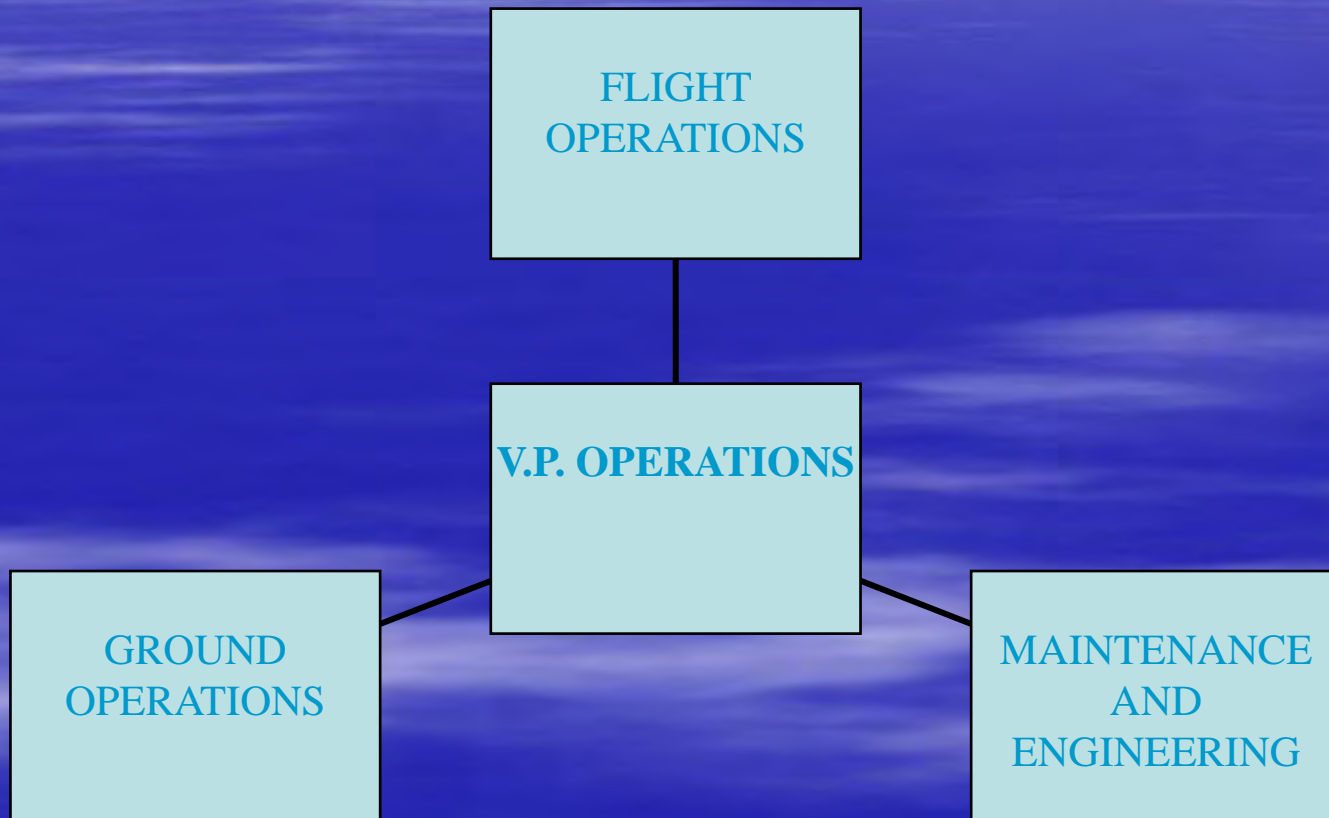 FLIGHT
OPERATIONS
V.P. OPERATIONS
GROUND
OPERATIONS
MAINTENANCE
AND
ENGINEERING